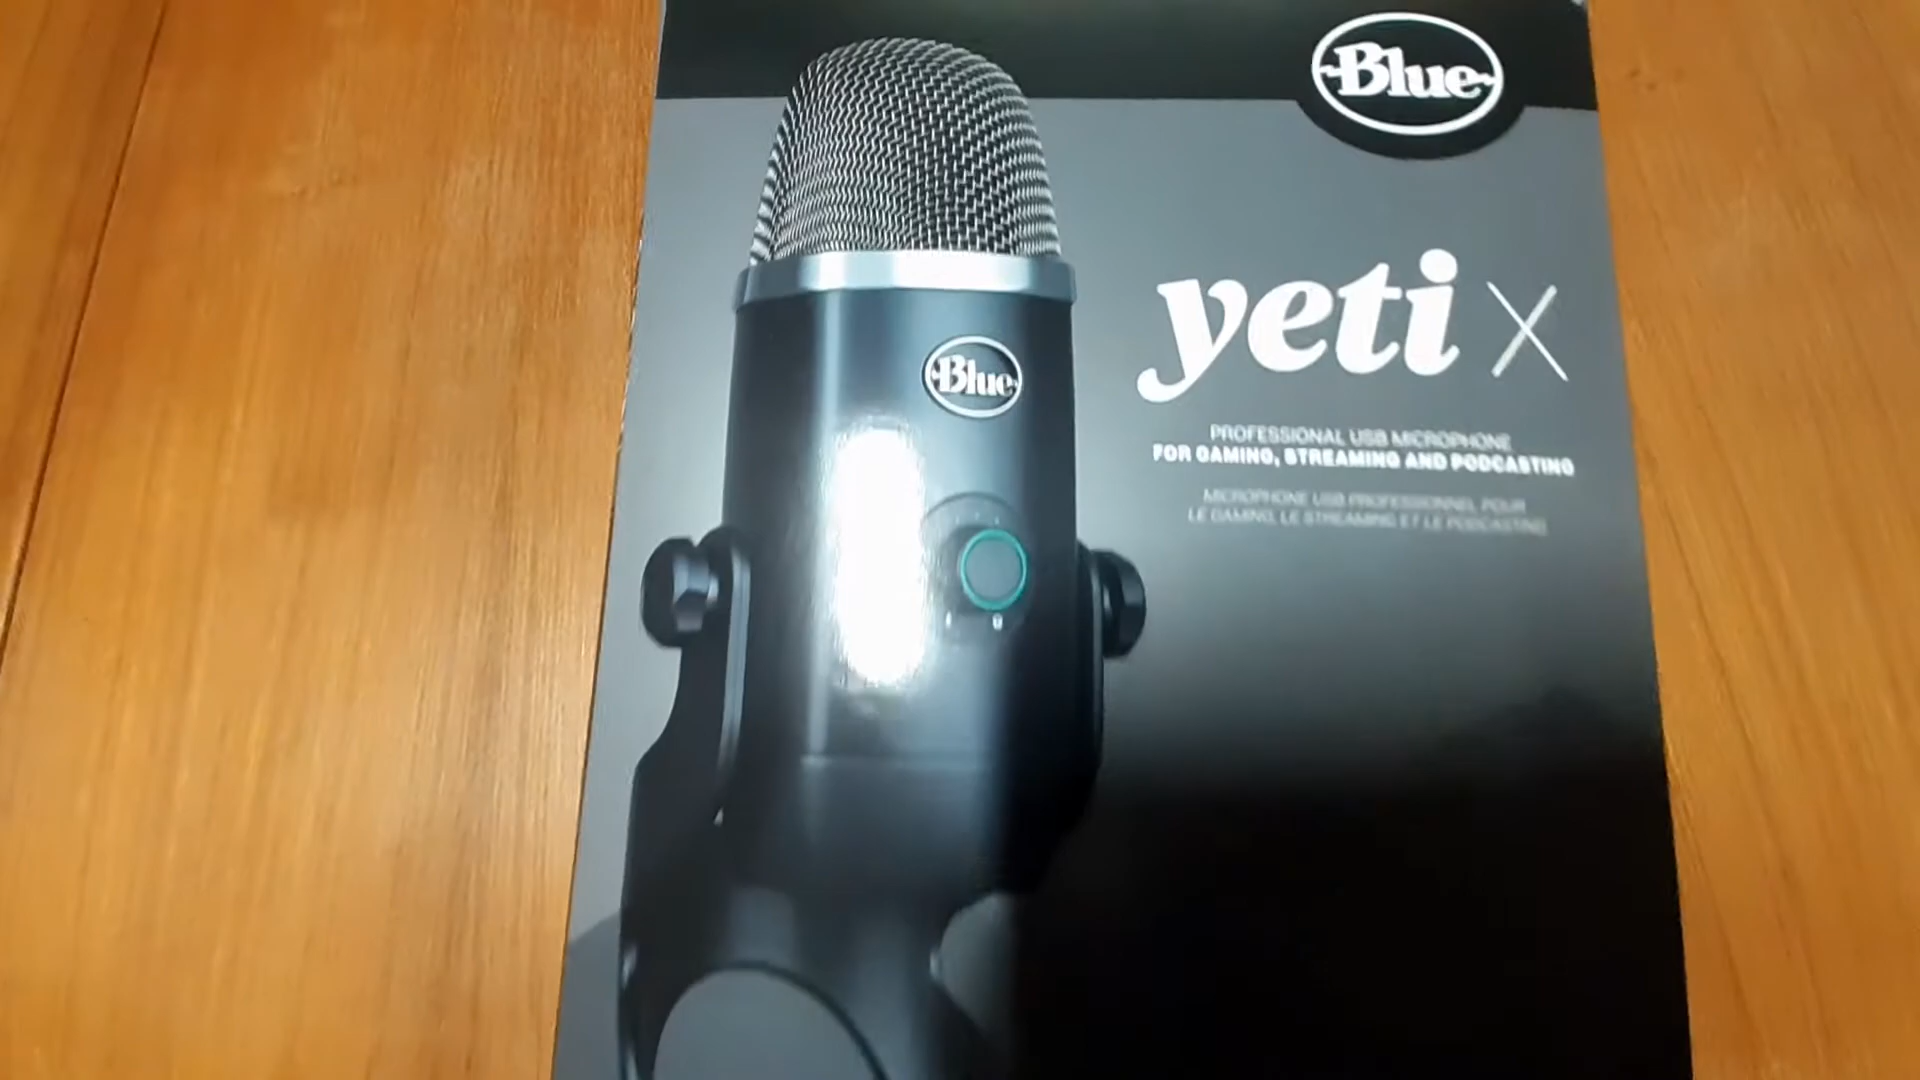 Blue
yeti X
Blue
PROFESSIONAL USB MICROPHONE
FOR GAMING, STREAMING AND PODCASTING
MICROPHONE USB PROFESSIONNEL POUR
LE GAMING, LE STREAMING ET LE PODCASTING